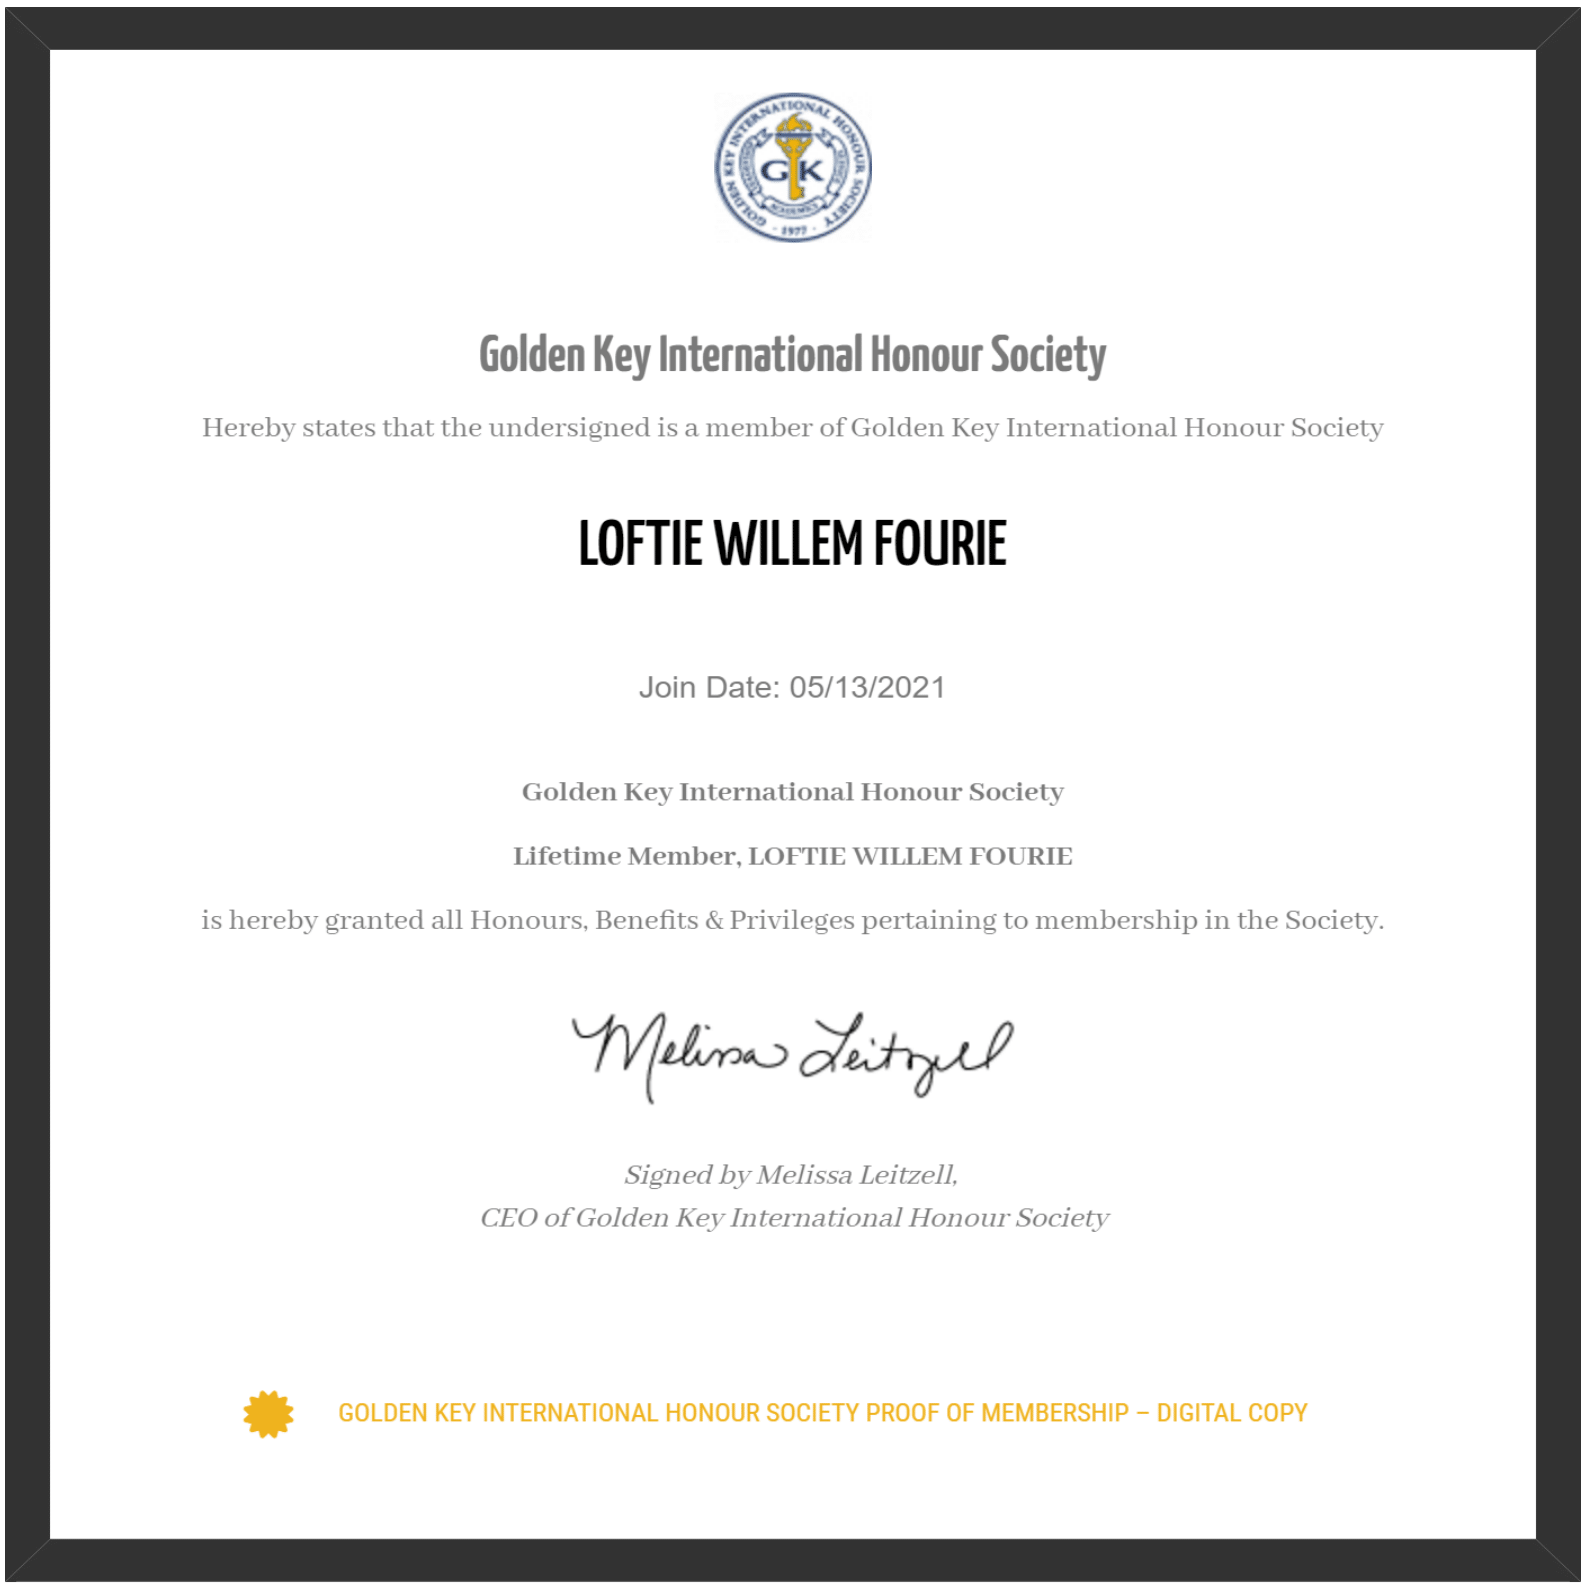 GOLDEN KEY INTERNATIONAL HONOUR SOCIETY
GK
ACADEMICS
- 1977 -
Golden Key International Honour Society
Hereby states that the undersigned is a member of Golden Key International Honour Society
LOFTIE WILLEM FOURIE
Join Date: 05/13/2021
Golden Key International Honour Society
Lifetime Member, LOFTIE WILLEM FOURIE
is hereby granted all Honours, Benefits & Privileges pertaining to membership in the Society.
Melissa Leitzell
Signed by Melissa Leitzell,
CEO of Golden Key International Honour Society
GOLDEN KEY INTERNATIONAL HONOUR SOCIETY PROOF OF MEMBERSHIP – DIGITAL COPY